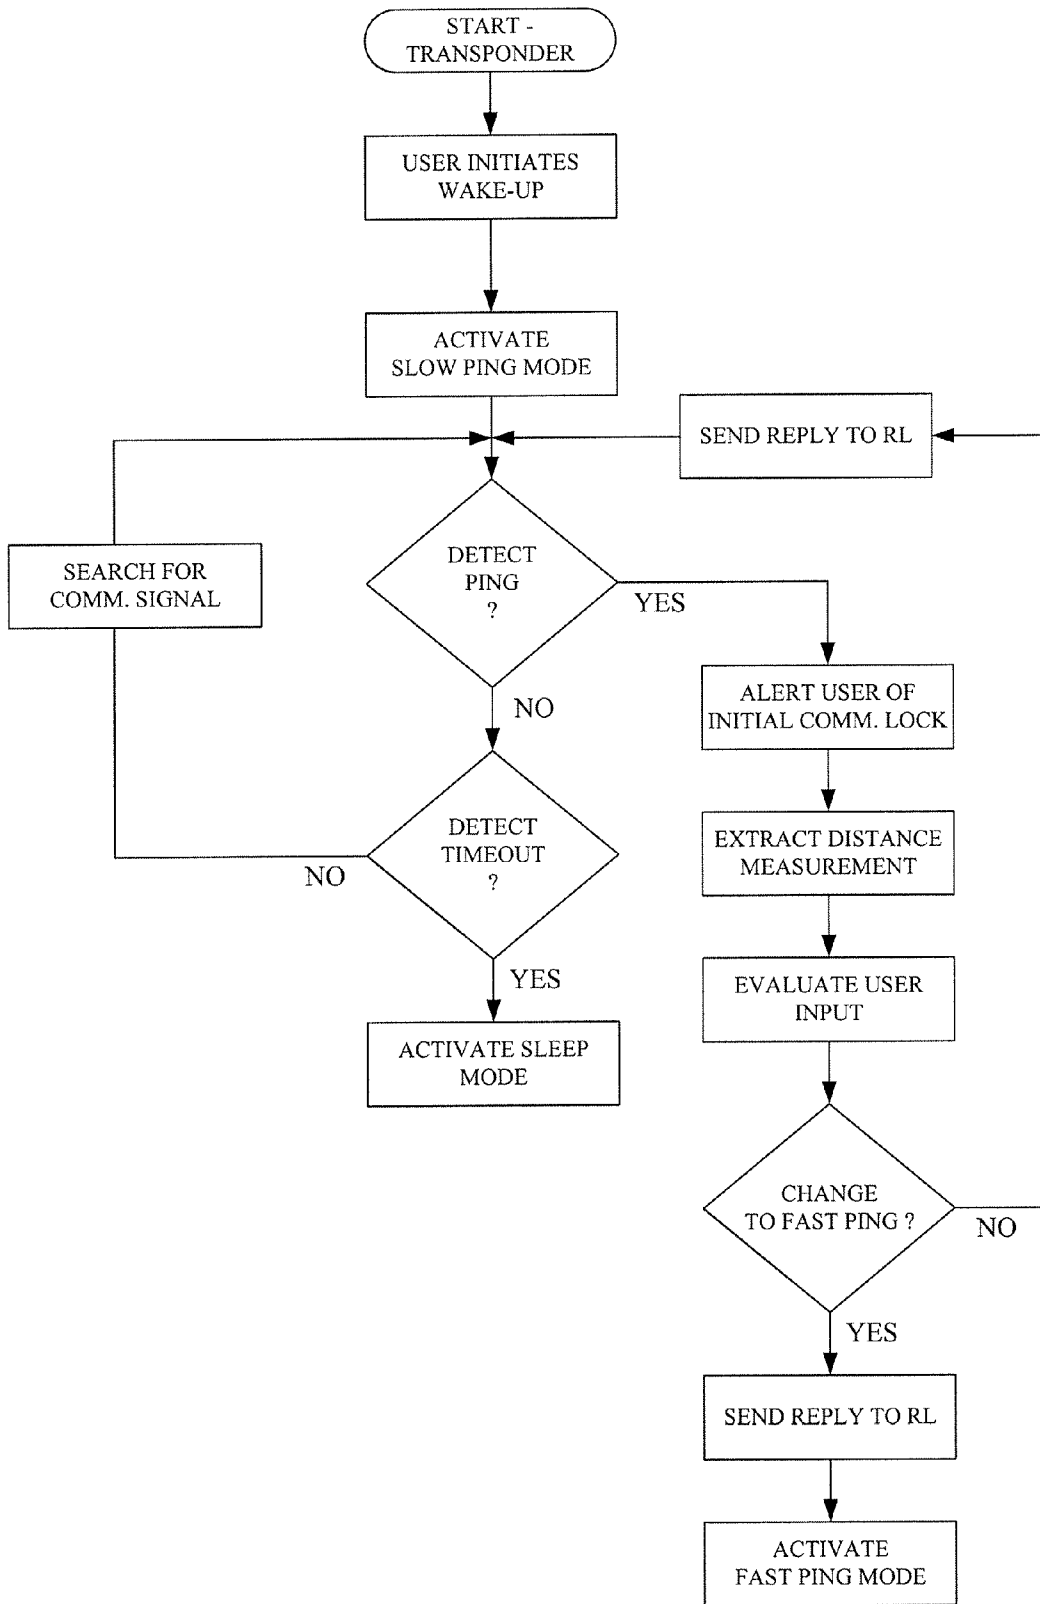 START -
TRANSPONDER
USER INITIATES
WAKE-UP
ACTIVATE
SLOW PING MODE
SEND REPLY TO RL
DETECT
PING
?
YES
SEARCH FOR
COMM. SIGNAL
NO
ALERT USER OF
INITIAL COMM. LOCK
DETECT
TIMEOUT
?
NO
YES
EXTRACT DISTANCE
MEASUREMENT
EVALUATE USER
INPUT
ACTIVATE SLEEP
MODE
CHANGE
TO FAST PING ?
NO
YES
SEND REPLY TO RL
ACTIVATE
FAST PING MODE